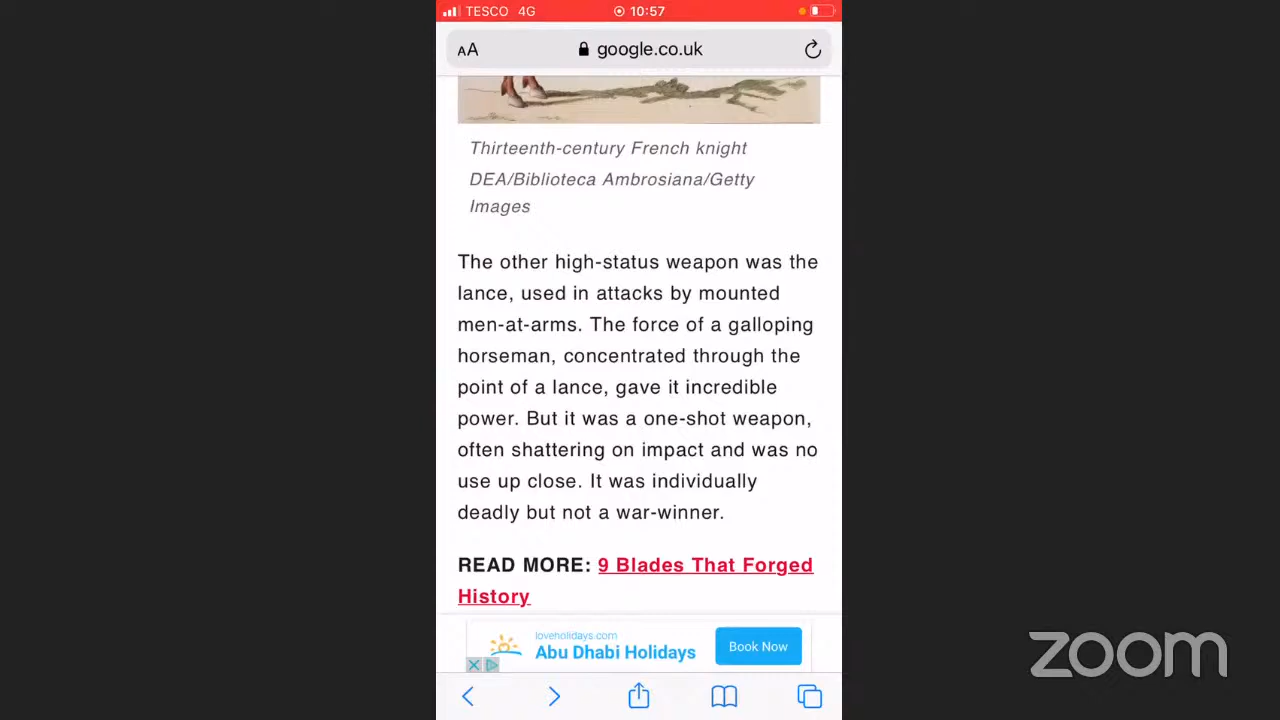 TESCO 4G 10:57
AA google.co.uk
Thirteenth-century French knight
DEA/Biblioteca Ambrosiana/Getty
Images
The other high-status weapon was the
lance, used in attacks by mounted
men-at-arms. The force of a galloping
horseman, concentrated through the
point of a lance, gave it incredible
power. But it was a one-shot weapon,
often shattering on impact and was no
use up close. It was individually
deadly but not a war-winner.
READ MORE: 9 Blades That Forged
History
loveholidays.com
Abu Dhabi Holidays
Book Now
zoom